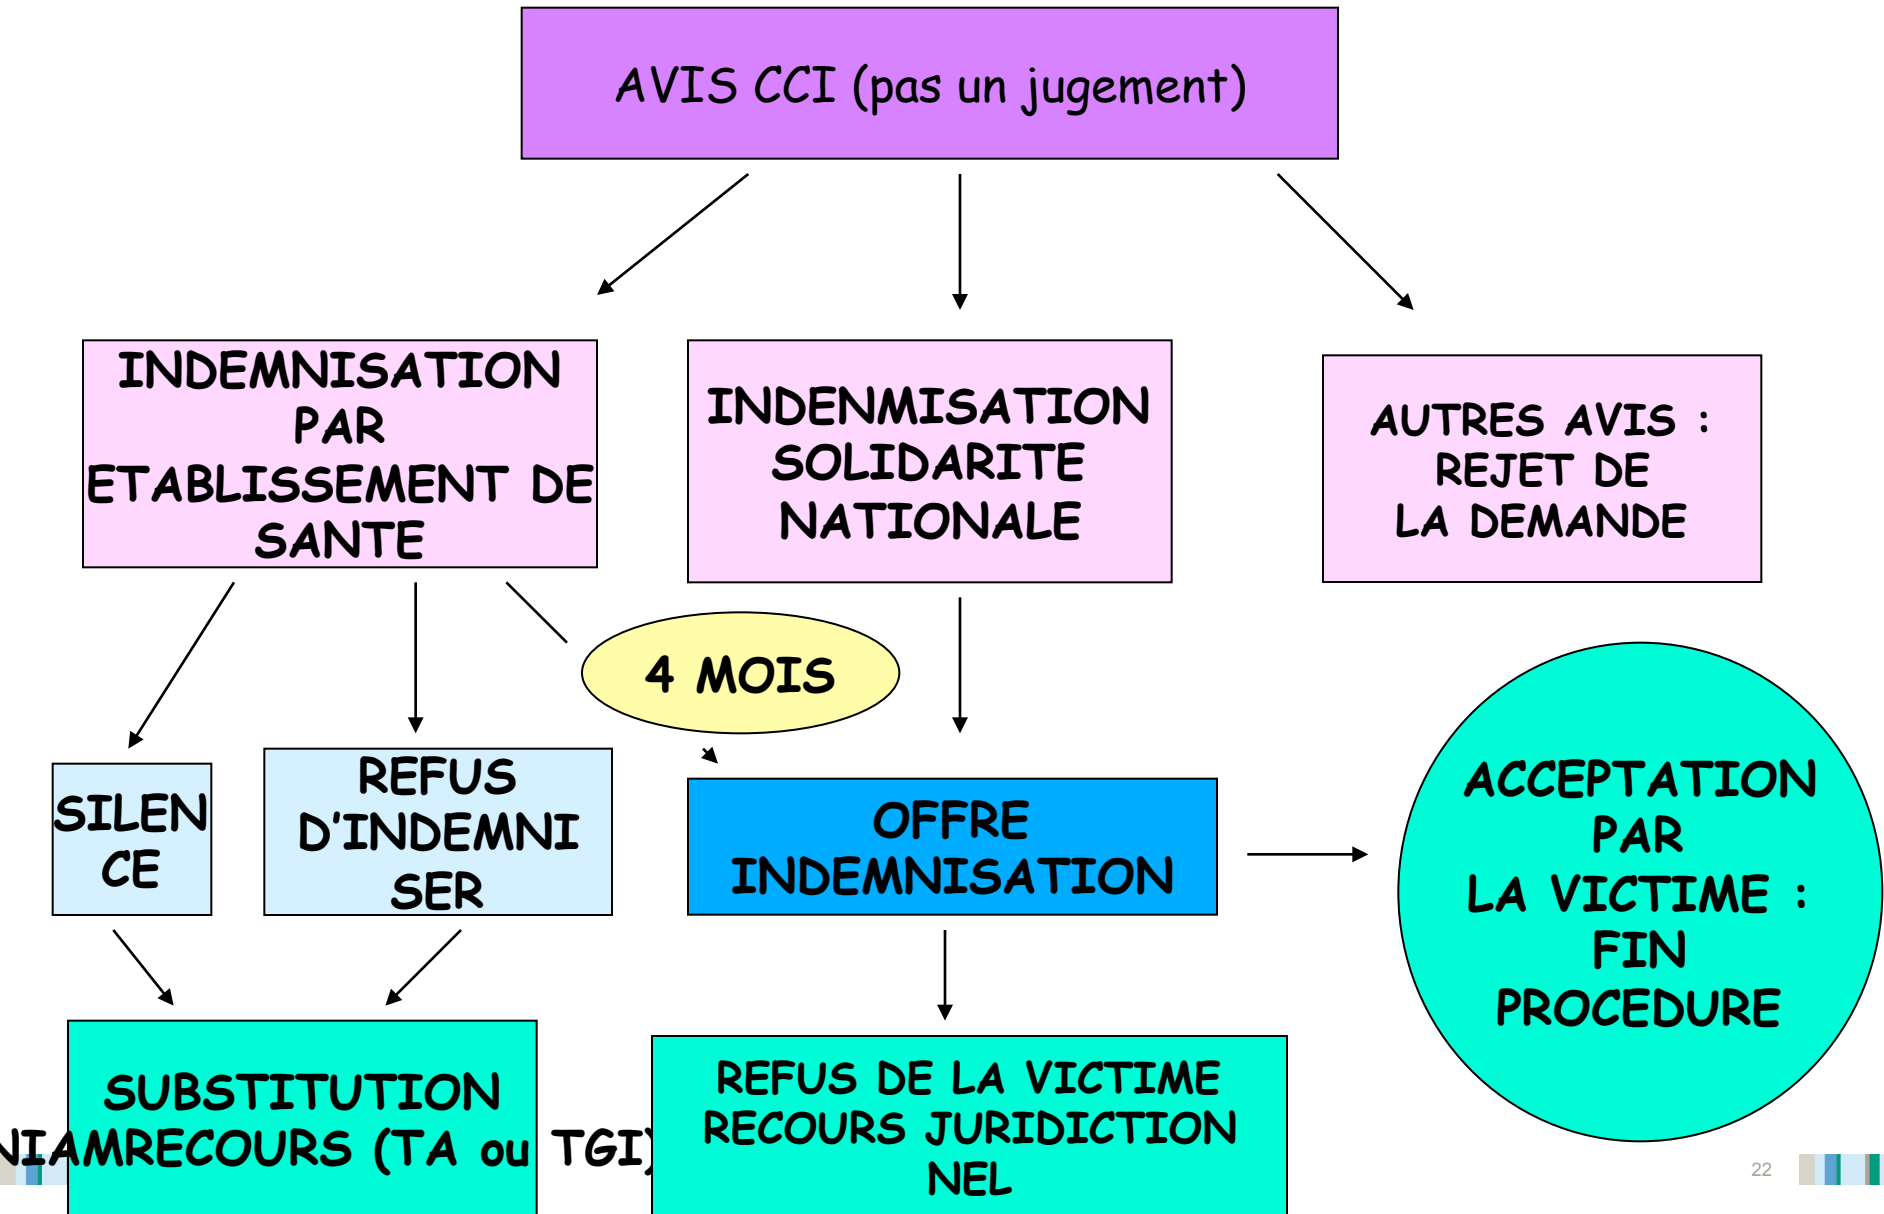 AVIS CCI (pas un jugement)
INDEMNISATION
PAR
ETABLISSEMENT DE
SANTE
INDENMISATION
SOLIDARITE
NATIONALE
AUTRES AVIS :
REJET DE
LA DEMANDE
4 MOIS
SILEN
CE
REFUS
D'INDEMNI
SER
OFFRE
INDEMNISATION
ACCEPTATION
PAR
LA VICTIME :
FIN
PROCEDURE
SUBSTITUTION
NIAMRECOURS (TA ou TGI)
REFUS DE LA VICTIME
RECOURS JURIDICTION
NEL
22